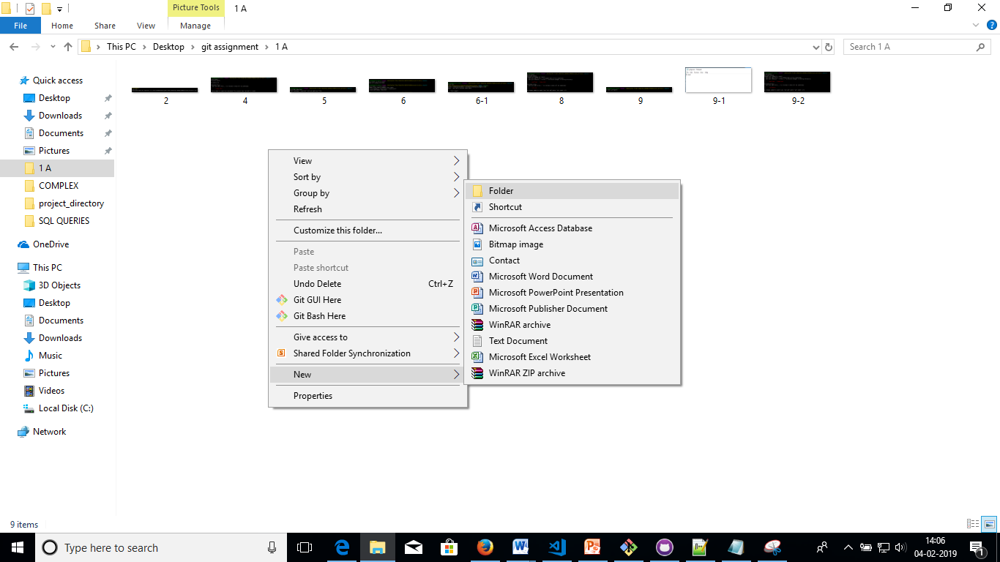 Picture Tools
1 A
File
Home
Share
View
Manage
This PC
Desktop
git assignment
1 A
Search 1 A
Quick access
Desktop
Downloads
Documents
Pictures
1 A
COMPLEX
project_directory
SQL QUERIES
OneDrive
This PC
3D Objects
Desktop
Documents
Downloads
Music
Pictures
Videos
Local Disk (C:)
Network
2
4
5
6
6-1
8
9
9-1
9-2
View
Sort by
Group by
Refresh
Customize this folder...
Paste
Paste shortcut
Undo Delete Ctrl+Z
Git GUI Here
Git Bash Here
Give access to
Shared Folder Synchronization
New
Properties
Folder
Shortcut
Microsoft Access Database
Bitmap image
Contact
Microsoft Word Document
Microsoft PowerPoint Presentation
Microsoft Publisher Document
WinRAR archive
Text Document
Microsoft Excel Worksheet
WinRAR ZIP archive
9 items
Type here to search
14:06
04-02-2019
1